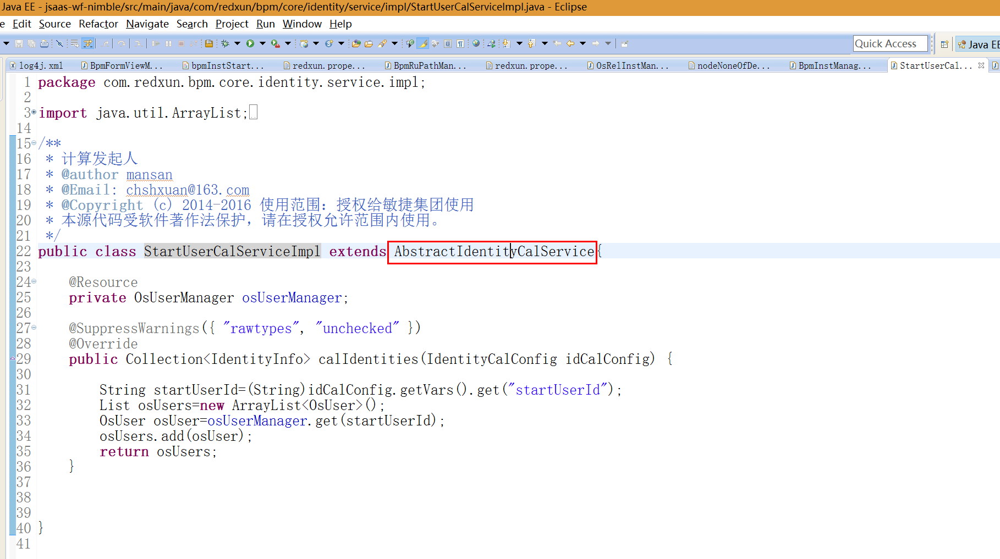 Java EE - jsaas-wf-nimble/src/main/java/com/redxun/bpm/core/identity/service/impl/StartUserCalServiceImpl.java - Eclipse
e Edit Source Refactor Navigate Search Project Run Window Help
Quick Access Java EE
log4j.xml BpmFormViewM... bpmInstStart... redxun.prope... BpmRuPathMan... redxun.prope... OsRelInstMan... nodeNoneOfDe... BpmInstManag... StartUserCal...
1 package com.redxun.bpm.core.identity.service.impl;
2
3 import java.util.ArrayList;
14
15 /**
16 * 计算发起人
17 * @author mansan
18 * @Email: chshxuan@163.com
19 * @Copyright (c) 2014-2016 使用范围：授权给敏捷集团使用
20 * 本源代码受软件著作法保护，请在授权允许范围内使用。
21 */
22 public class StartUserCalServiceImpl extends AbstractIdentityCalService{
23
24 @Resource
25 private OsUserManager osUserManager;
26
27 @SuppressWarnings({ "rawtypes", "unchecked" })
28 @Override
29 public Collection<IdentityInfo> calIdentities(IdentityCalConfig idCalConfig) {
30
31 String startUserId=(String)idCalConfig.getVars().get("startUserId");
32 List osUsers=new ArrayList<OsUser>();
33 OsUser osUser=osUserManager.get(startUserId);
34 osUsers.add(osUser);
35 return osUsers;
36 }
37
38
39
40 }
41